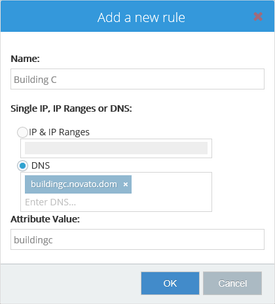 Add a new rule
Name:
Building C
Single IP, IP Ranges or DNS:
IP & IP Ranges
DNS
buildingc.novato.dom ×
Enter DNS...
Attribute Value:
buildingc
OK Cancel